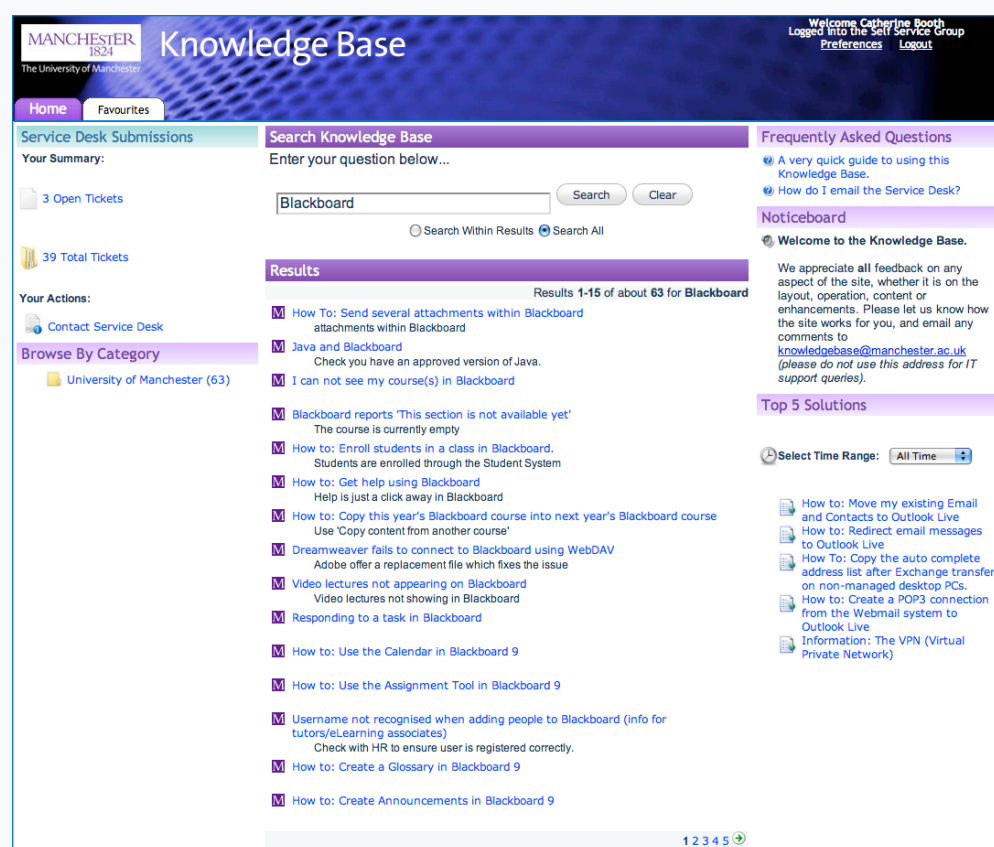 MANCHESTER
1824
The University of Manchester
Knowledge Base
Welcome Catherine Booth
Logged into the Self Service Group
Preferences Logout
Home
Favourites
Service Desk Submissions
Your Summary:
3 Open Tickets
39 Total Tickets
Your Actions:
Contact Service Desk
Browse By Category
University of Manchester (63)
Search Knowledge Base
Enter your question below...
Blackboard
Search
Clear
Search Within Results Search All
Results
Results 1-15 of about 63 for Blackboard
M How To: Send several attachments within Blackboard
attachments within Blackboard
M Java and Blackboard
Check you have an approved version of Java.
M I can not see my course(s) in Blackboard
M Blackboard reports 'This section is not available yet'
The course is currently empty
M How to: Enroll students in a class in Blackboard.
Students are enrolled through the Student System
M How to: Get help using Blackboard
Help is just a click away in Blackboard
M How to: Copy this year's Blackboard course into next year's Blackboard course
Use 'Copy content from another course'
M Dreamweaver fails to connect to Blackboard using WebDAV
Adobe offer a replacement file which fixes the issue
M Video lectures not appearing on Blackboard
Video lectures not showing in Blackboard
M Responding to a task in Blackboard
M How to: Use the Calendar in Blackboard 9
M How to: Use the Assignment Tool in Blackboard 9
M Username not recognised when adding people to Blackboard (info for
tutors/eLearning associates)
Check with HR to ensure user is registered correctly.
M How to: Create a Glossary in Blackboard 9
M How to: Create Announcements in Blackboard 9
1 2 3 4 5
Frequently Asked Questions
A very quick guide to using this
Knowledge Base.
How do I email the Service Desk?
Noticeboard
Welcome to the Knowledge Base.
We appreciate all feedback on any
aspect of the site, whether it is on the
layout, operation, content or
enhancements. Please let us know how
the site works for you, and email any
comments to
knowledgebase@manchester.ac.uk
(please do not use this address for IT
support queries).
Top 5 Solutions
Select Time Range: All Time
How to: Move my existing Email
and Contacts to Outlook Live
How to: Redirect email messages
to Outlook Live
How To: Copy the auto complete
address list after Exchange transfer
on non-managed desktop PCs.
How to: Create a POP3 connection
from the Webmail system to
Outlook Live
Information: The VPN (Virtual
Private Network)